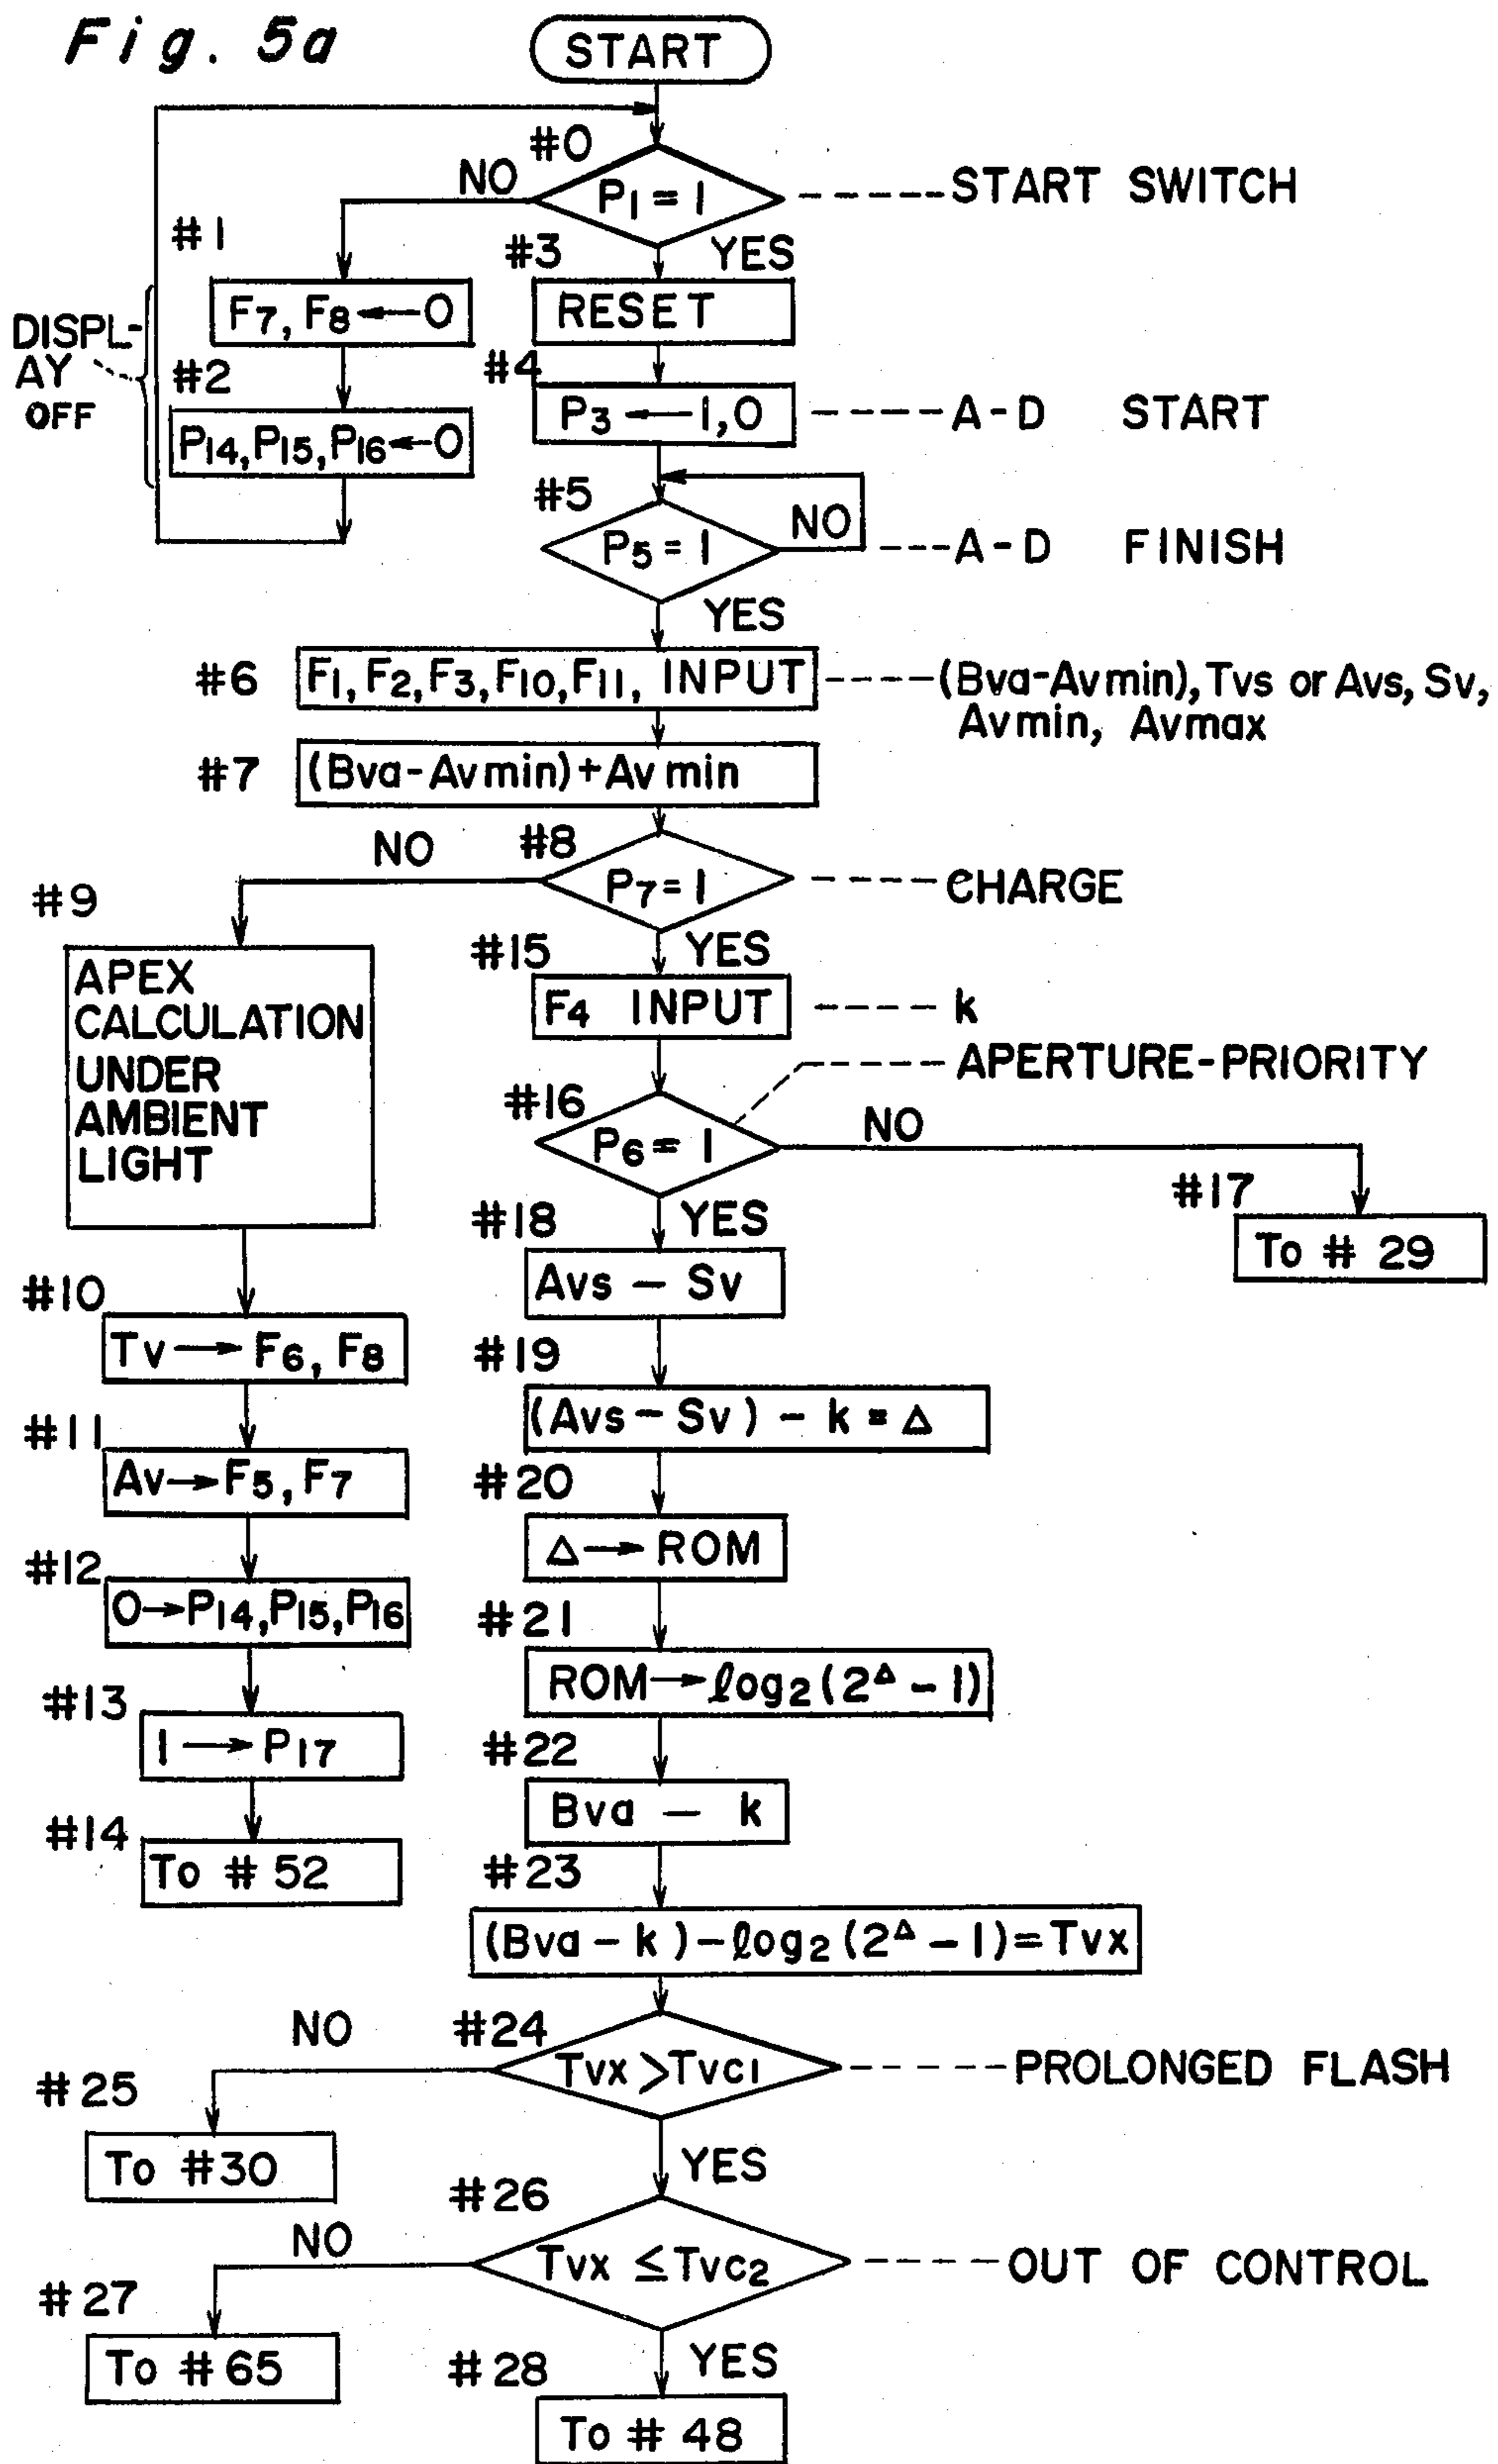 Fig. 5a
START
#0
NO
P1 = 1
START SWITCH
#1
#3
YES
F7, F8 ← 0
RESET
DISPL-
AY
OFF
#2
#4
P14, P15, P16 ← 0
P3 ← 1, 0
A-D START
#5
NO
P5 = 1
A-D FINISH
YES
#6
F1, F2, F3, F10, F11, INPUT
(Bva-Avmin), Tvs or Avs, Sv,
Avmin, Avmax
#7
(Bva-Avmin)+Avmin
NO
#8
P7 = 1
CHARGE
#9
#15
YES
APEX
CALCULATION
UNDER
AMBIENT
LIGHT
F4 INPUT
k
APERTURE-PRIORITY
#16
P6 = 1
NO
#17
To # 29
#18
YES
Avs - Sv
#10
Tv → F6, F8
#19
(Avs - Sv) - k = Δ
#11
Av → F5, F7
#20
Δ → ROM
#12
0 → P14, P15, P16
#21
ROM → log2(2^Δ - 1)
#13
1 → P17
#22
Bva - k
#14
To # 52
#23
(Bva - k) - log2(2^Δ - 1) = Tvx
NO
#24
Tvx > Tvc1
PROLONGED FLASH
#25
To #30
YES
#26
NO
Tvx ≤ Tvc2
OUT OF CONTROL
#27
To #65
#28
YES
To # 48